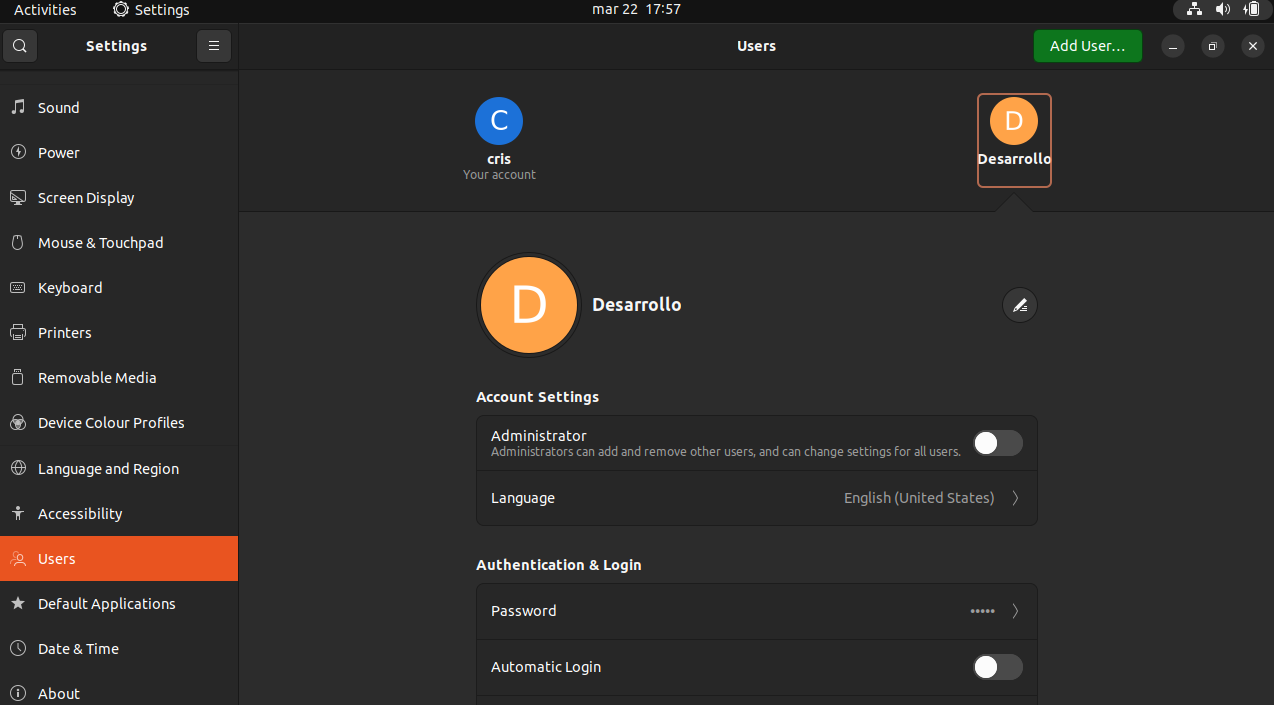 Activities
Settings
mar 22 17:57
Settings
Users
Add User…
Sound
Power
Screen Display
Mouse & Touchpad
Keyboard
Printers
Removable Media
Device Colour Profiles
Language and Region
Accessibility
Users
Default Applications
Date & Time
About
C
cris
Your account
D
Desarrollo
D
Desarrollo
Account Settings
Administrator
Administrators can add and remove other users, and can change settings for all users.
Language
English (United States)
Authentication & Login
Password
•••••
Automatic Login